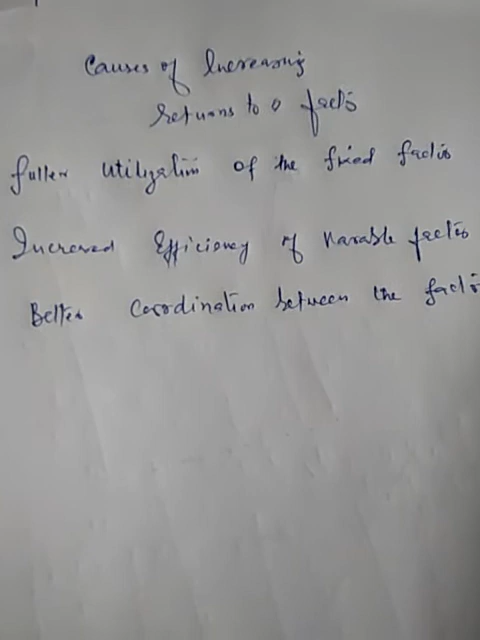 Causes of Increasing
Returns to a factor
fuller utilization of the fixed factor
Increased Efficiency of variable factor
Better Coordination between the factor